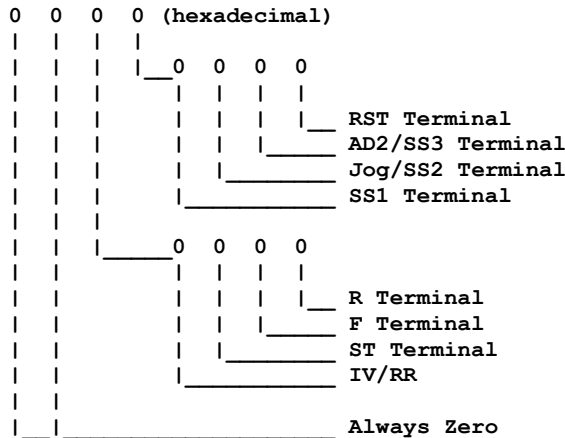 0 0 0 0 (hexadecimal)
0 0 0 0
RST Terminal
AD2/SS3 Terminal
Jog/SS2 Terminal
SS1 Terminal
0 0 0 0
R Terminal
F Terminal
ST Terminal
IV/RR
Always Zero